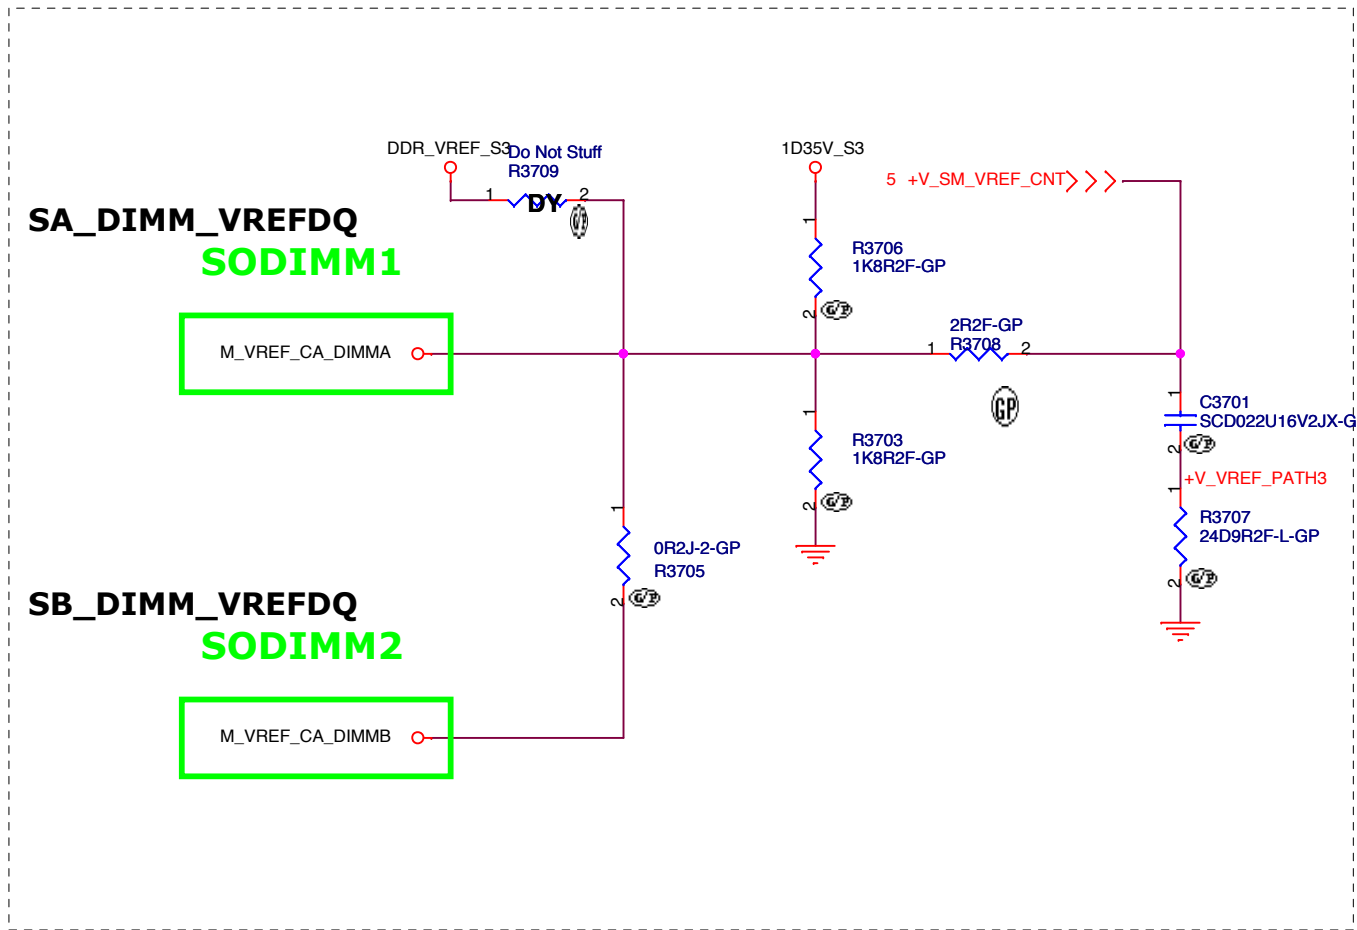 DDR_VREF_S3
Do Not Stuff
R3709
1
DY
2
G/P
1D35V_S3
5 +V_SM_VREF_CNT
SA_DIMM_VREFDQ
SODIMM1
1
R3706
1K8R2F-GP
2
G/P
M_VREF_CA_DIMMA
1
2R2F-GP
R3708
2
GP
1
C3701
SCD022U16V2JX-G
2
G/P
1
R3703
1K8R2F-GP
2
G/P
+V_VREF_PATH3
1
R3707
24D9R2F-L-GP
2
G/P
1
0R2J-2-GP
R3705
2
G/P
SB_DIMM_VREFDQ
SODIMM2
M_VREF_CA_DIMMB